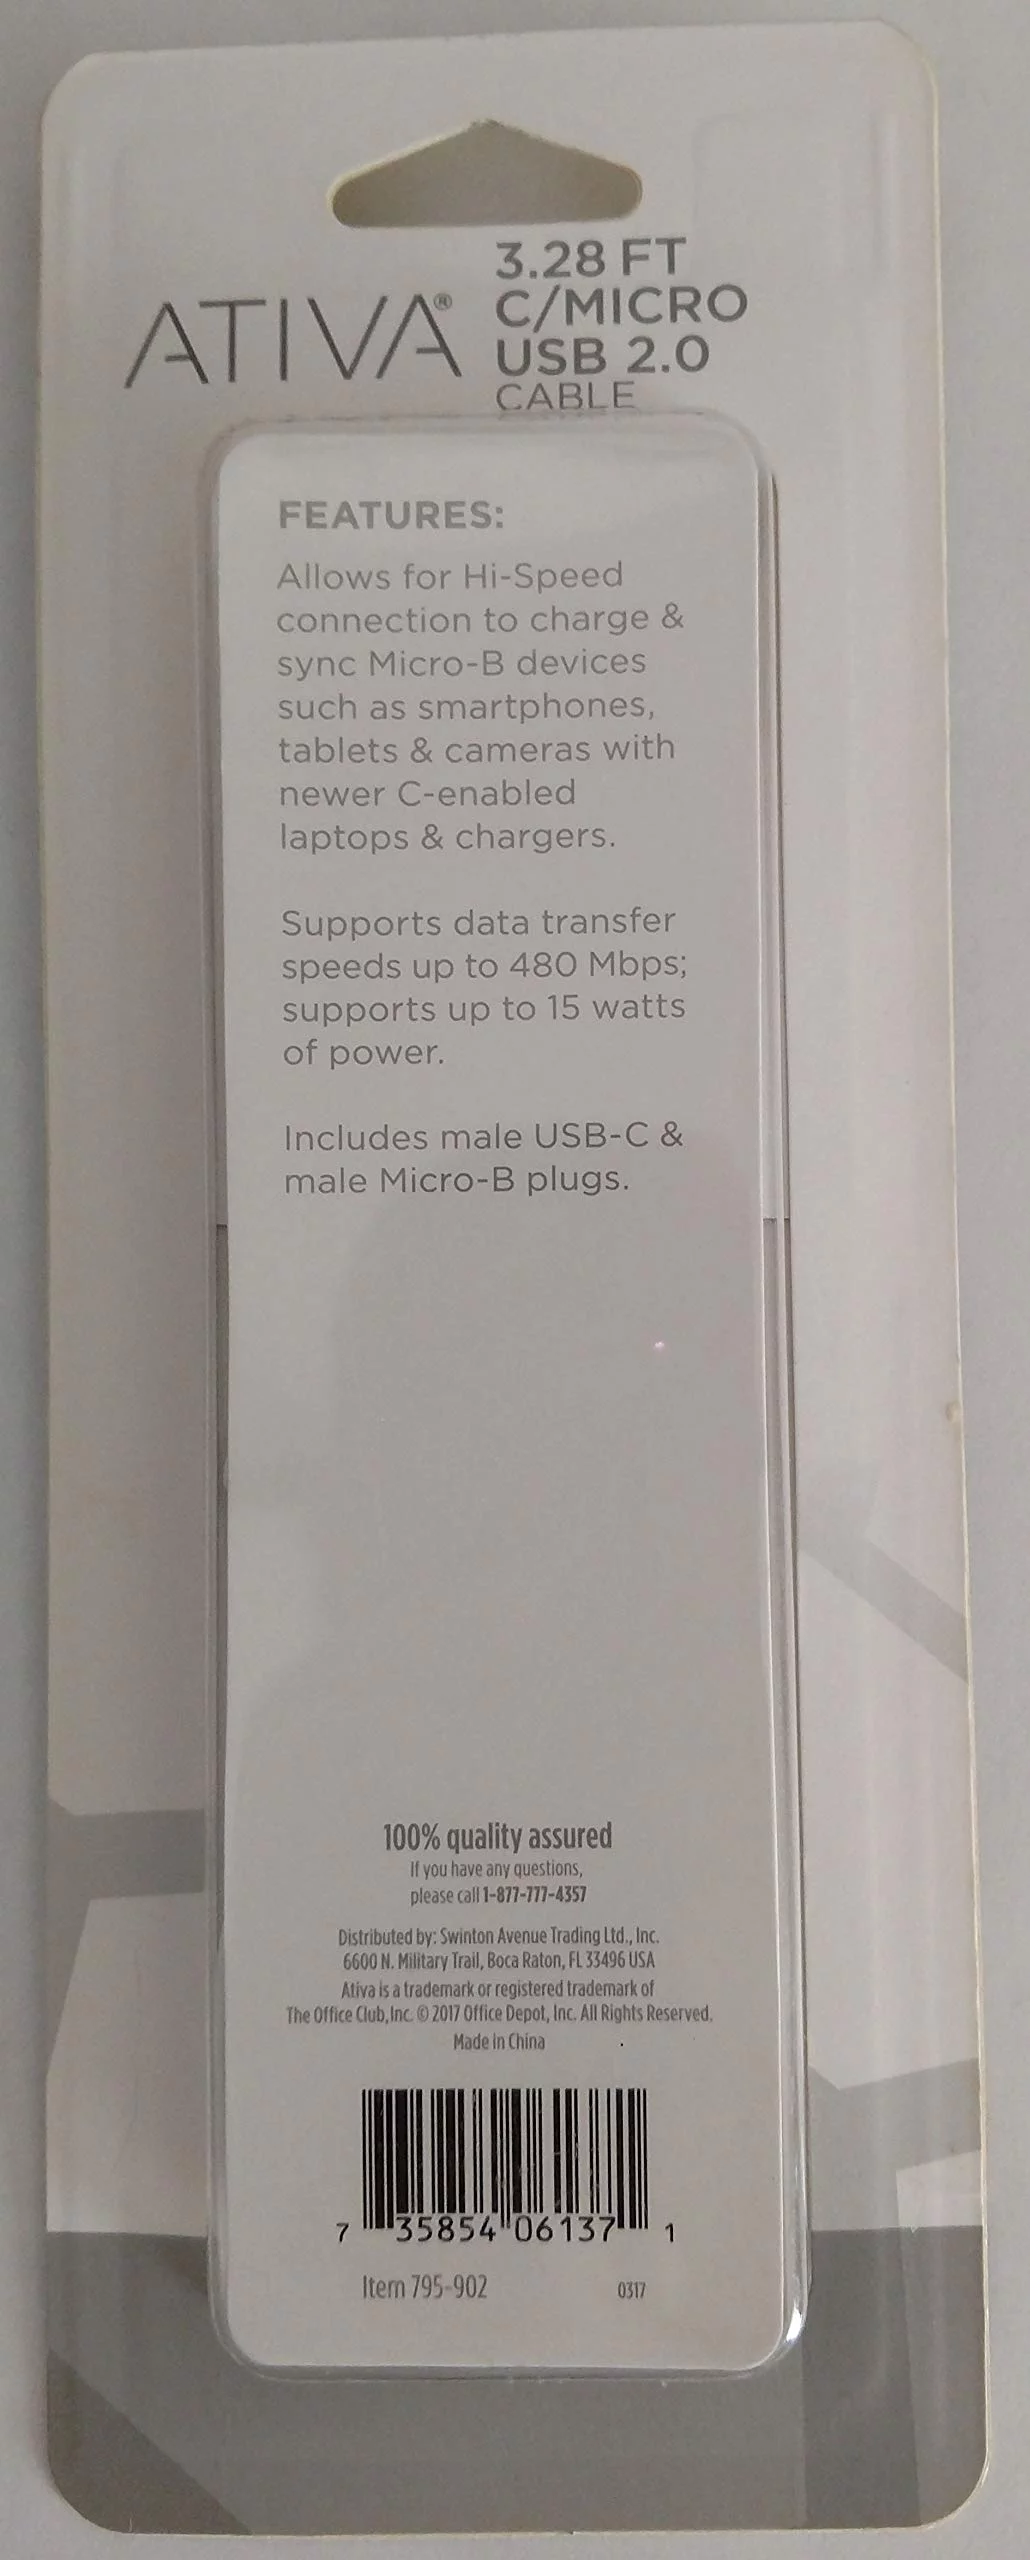 ATIVA®
3.28 FT
C/MICRO
USB 2.0
CABLE
FEATURES:
Allows for Hi-Speed
connection to charge &
sync Micro-B devices
such as smartphones,
tablets & cameras with
newer C-enabled
laptops & chargers.
Supports data transfer
speeds up to 480 Mbps;
supports up to 15 watts
of power.
Includes male USB-C &
male Micro-B plugs.
100% quality assured
If you have any questions,
please call 1-877-777-4357
Distributed by: Swinton Avenue Trading Ltd., Inc.
6600 N. Military Trail, Boca Raton, FL 33496 USA
Ativa is a trademark or registered trademark of
The Office Club, Inc. © 2017 Office Depot, Inc. All Rights Reserved.
Made in China
7 35854 06137 1
Item 795-902 0317